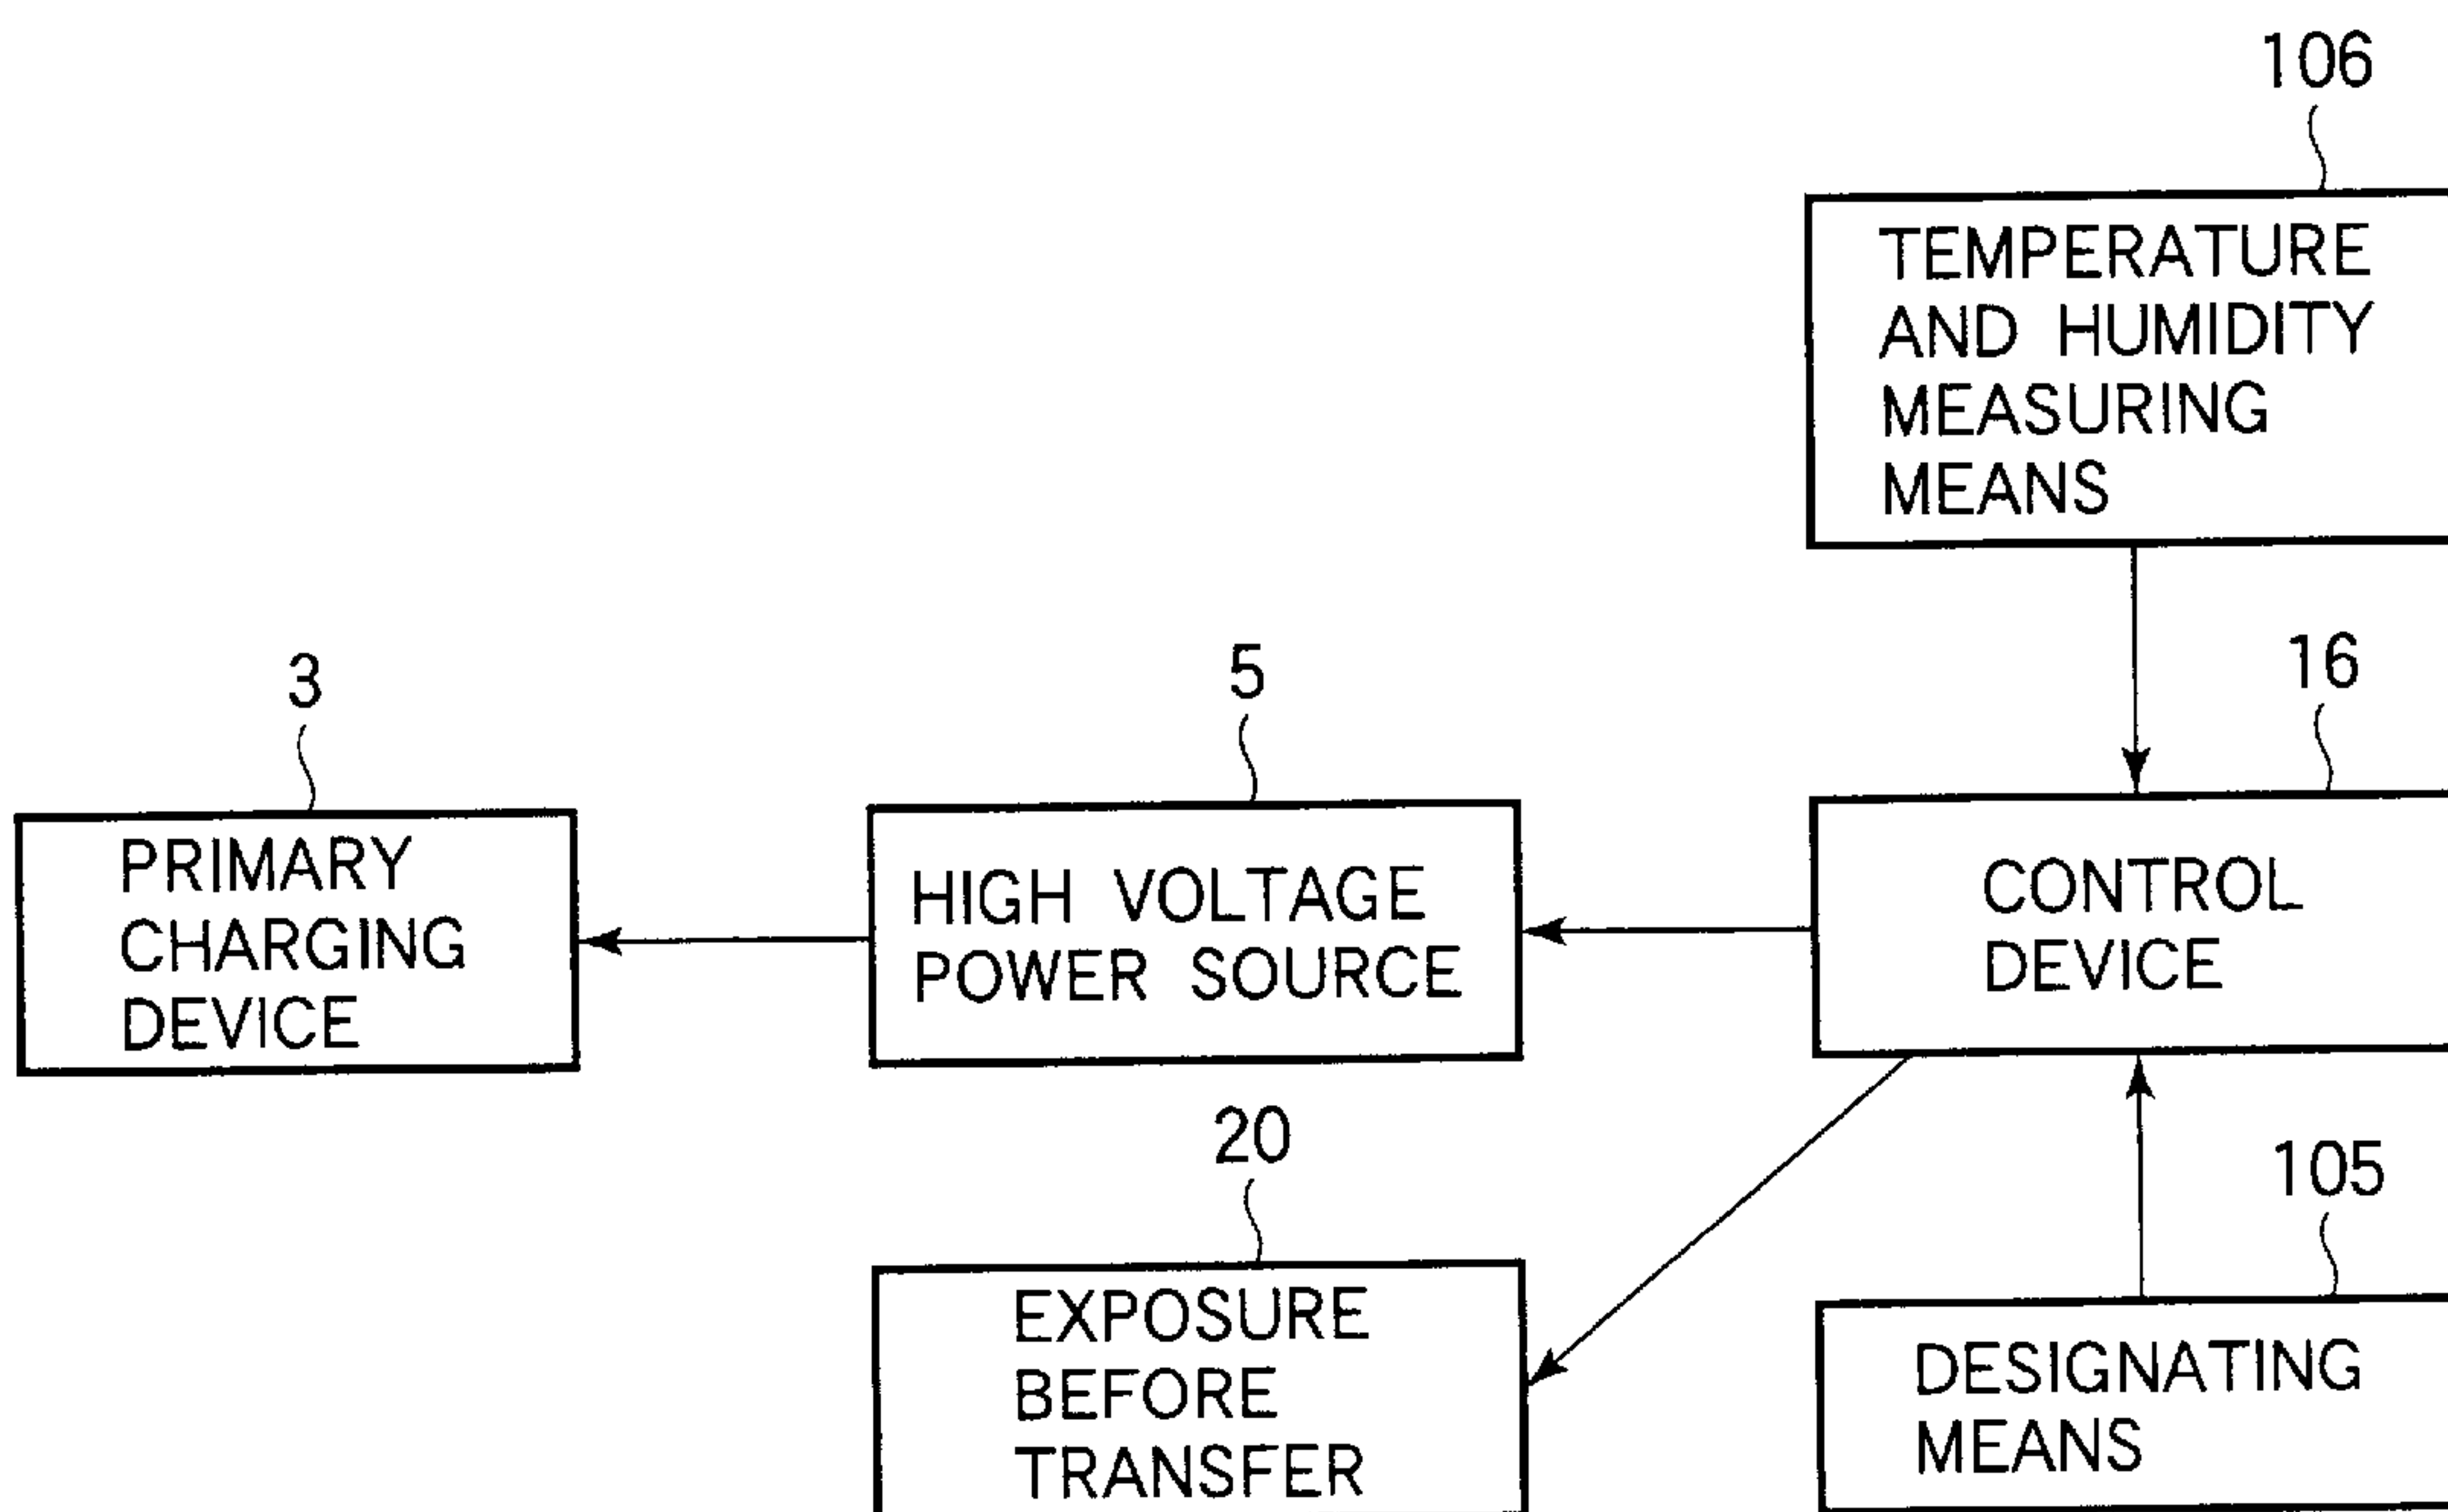 106
TEMPERATURE
AND HUMIDITY
MEASURING
MEANS
3
PRIMARY
CHARGING
DEVICE
5
HIGH VOLTAGE
POWER SOURCE
16
CONTROL
DEVICE
20
EXPOSURE
BEFORE
TRANSFER
105
DESIGNATING
MEANS